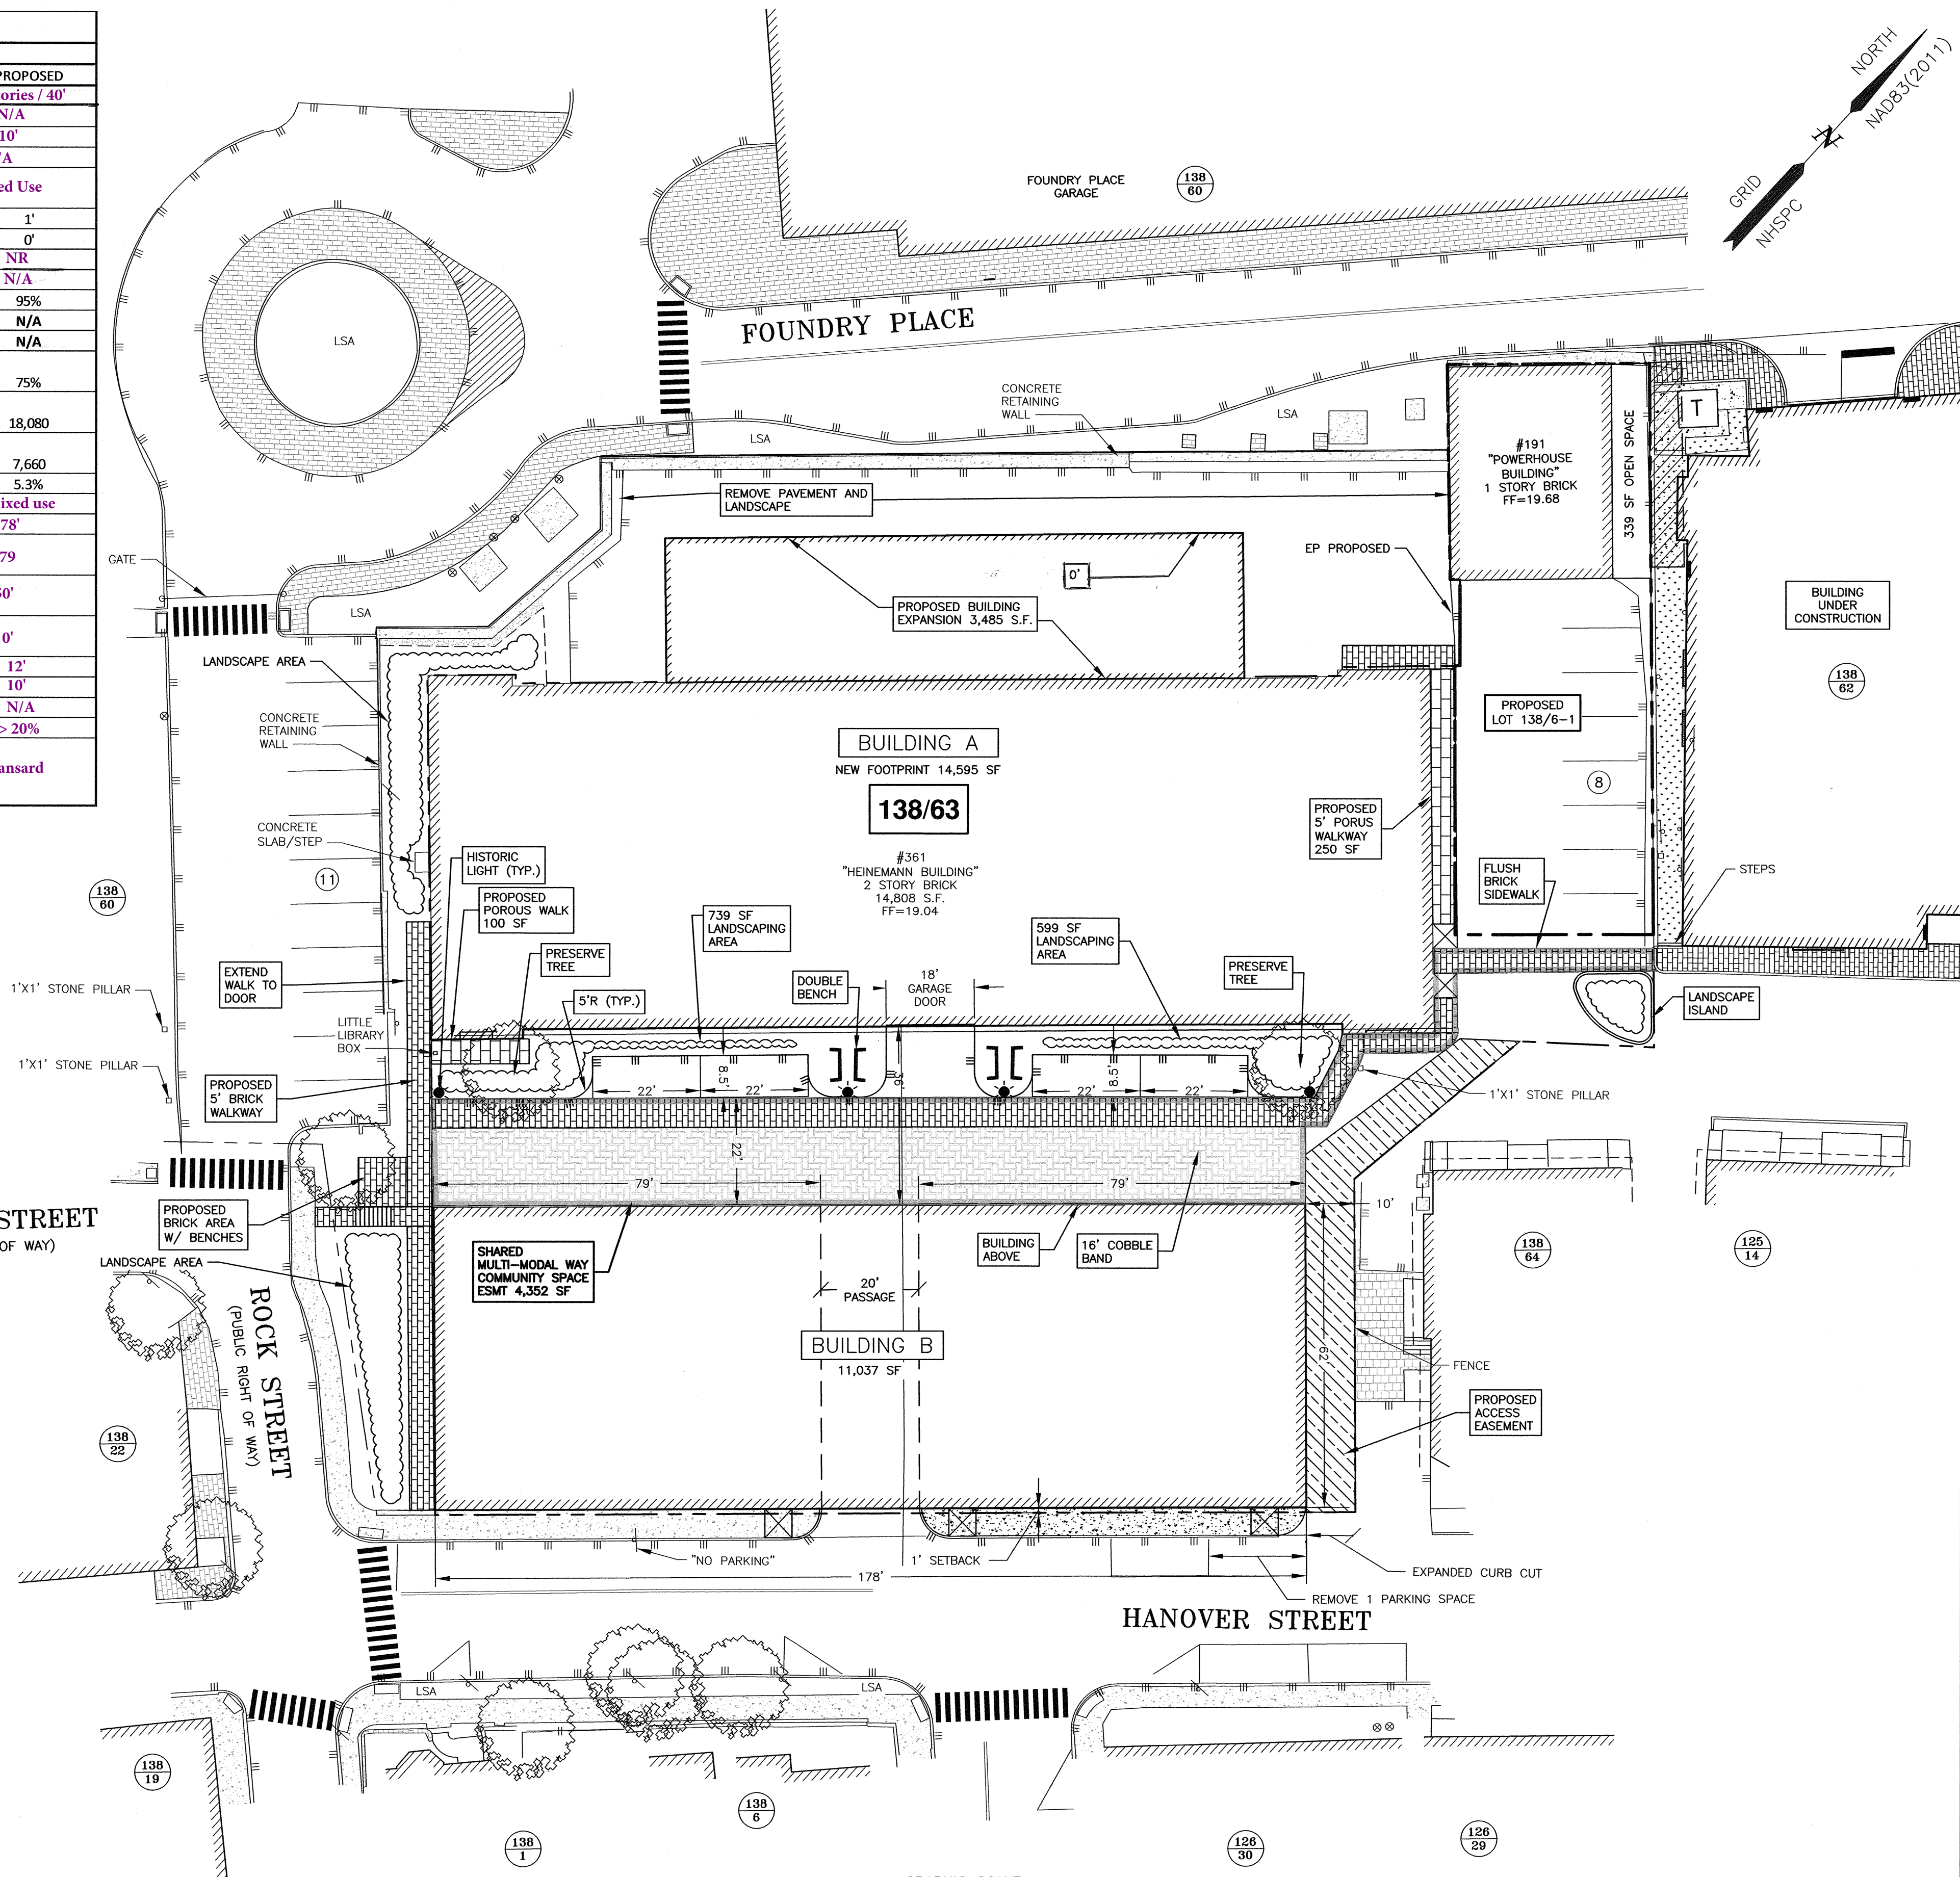 PROPOSED
ories / 40'
N/A
10'
'A
ed Use
1'
0'
NR
N/A
95%
N/A
N/A
75%
18,080
7,660
5.3%
ixed use
78'
79
0'
12'
10'
N/A
> 20%
ansard
NORTH
NAD83(2011)
N
GRID
NHSPC
FOUNDRY PLACE
GARAGE
138
60
FOUNDRY PLACE
LSA
LSA
LSA
LSA
CONCRETE
RETAINING
WALL
REMOVE PAVEMENT AND
LANDSCAPE
#191
"POWERHOUSE
BUILDING"
1 STORY BRICK
FF=19.68
339 SF OPEN SPACE
T
GATE
EP PROPOSED
0'
PROPOSED BUILDING
EXPANSION 3,485 S.F.
BUILDING
UNDER
CONSTRUCTION
138
62
LANDSCAPE AREA
CONCRETE
RETAINING
WALL
BUILDING A
NEW FOOTPRINT 14,595 SF
138/63
#361
"HEINEMANN BUILDING"
2 STORY BRICK
14,808 S.F.
FF=19.04
PROPOSED
LOT 138/6-1
8
PROPOSED
5' PORUS
WALKWAY
250 SF
CONCRETE
SLAB/STEP
11
138
60
HISTORIC
LIGHT (TYP.)
PROPOSED
POROUS WALK
100 SF
739 SF
LANDSCAPING
AREA
599 SF
LANDSCAPING
AREA
FLUSH
BRICK
SIDEWALK
STEPS
EXTEND
WALK TO
DOOR
PRESERVE
TREE
5'R (TYP.)
DOUBLE
BENCH
18'
GARAGE
DOOR
PRESERVE
TREE
LANDSCAPE
ISLAND
1'X1' STONE PILLAR
LITTLE
LIBRARY
BOX
1'X1' STONE PILLAR
PROPOSED
5' BRICK
WALKWAY
22'
8.5'
22'
36'
22'
8.5'
22'
1'X1' STONE PILLAR
22'
79'
79'
10'
STREET
OF WAY)
PROPOSED
BRICK AREA
W/ BENCHES
LANDSCAPE AREA
SHARED
MULTI-MODAL WAY
COMMUNITY SPACE
ESMT 4,352 SF
BUILDING
ABOVE
16' COBBLE
BAND
138
64
125
14
20'
PASSAGE
ROCK STREET
(PUBLIC RIGHT OF WAY)
BUILDING B
11,037 SF
62'
FENCE
PROPOSED
ACCESS
EASEMENT
138
22
"NO PARKING"
1' SETBACK
178'
EXPANDED CURB CUT
REMOVE 1 PARKING SPACE
HANOVER STREET
LSA
LSA
138
19
138
6
138
1
126
30
126
29